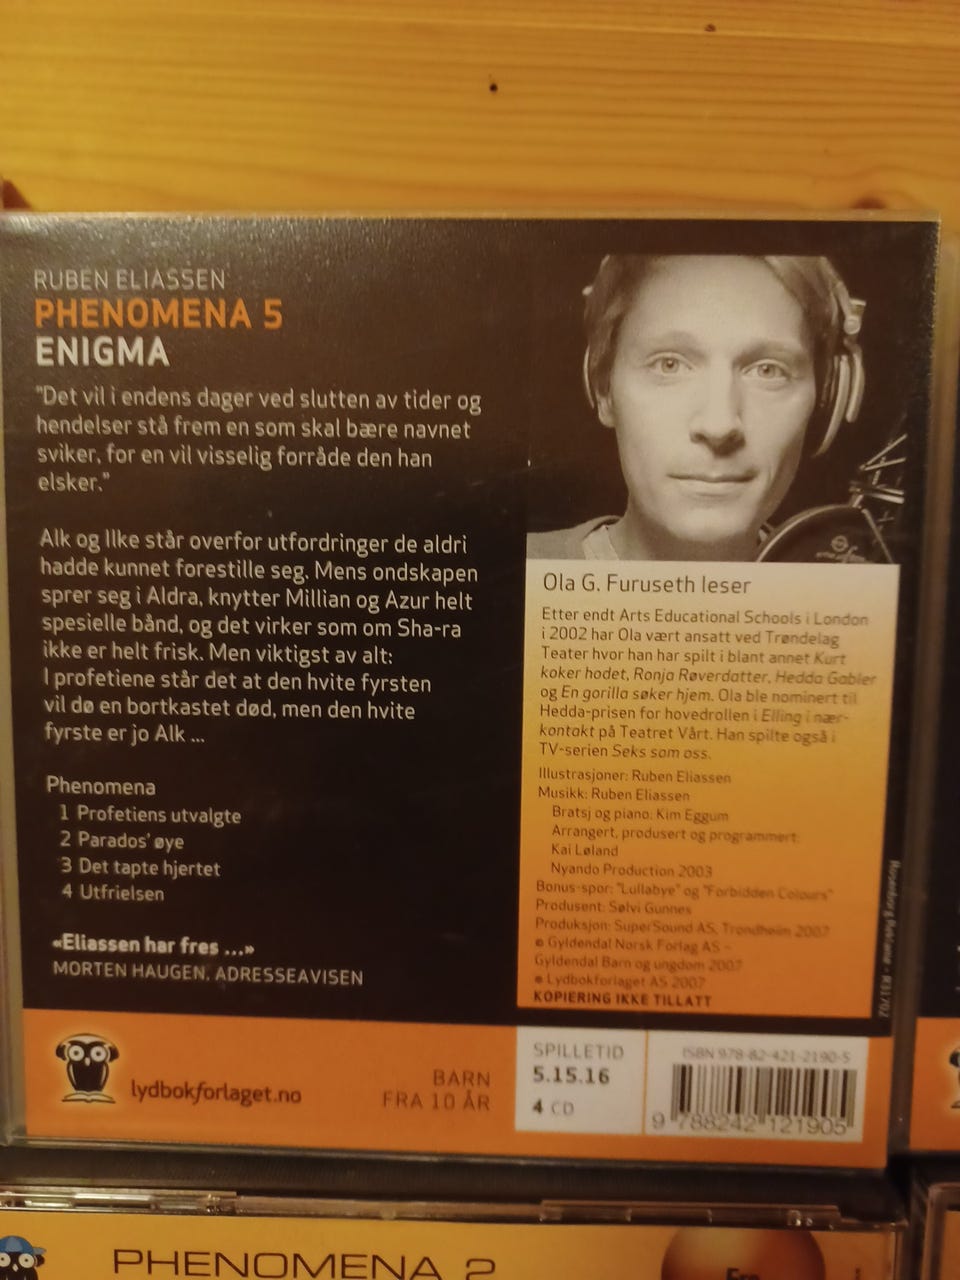 RUBEN ELIASSEN
PHENOMENA 5
ENIGMA
"Det vil i endens dager ved slutten av tider og
hendelser stå frem en som skal bære navnet
sviker, for en vil visselig forråde den han
elsker."
Alk og Ilke står overfor utfordringer de aldri
hadde kunnet forestille seg. Mens ondskapen
sprer seg i Aldra, knytter Millian og Azur helt
spesielle bånd, og det virker som om Sha-ra
ikke er helt frisk. Men viktigst av alt:
I profetiene står det at den hvite fyrsten
vil dø en bortkastet død, men den hvite
fyrste er jo Alk ...
Phenomena
1 Profetiens utvalgte
2 Parados' øye
3 Det tapte hjertet
4 Utfrielsen
«Eliassen har fres ...»
MORTEN HAUGEN, ADRESSEAVISEN
Ola G. Furuseth leser
Etter endt Arts Educational Schools i London
i 2002 har Ola vært ansatt ved Trøndelag
Teater hvor han har spilt i blant annet Kurt
koker hodet, Ronja Røverdatter, Hedda Gabler
og En gorilla søker hjem. Ola ble nominert til
Hedda-prisen for hovedrollen i Elling i nær-
kontakt på Teatret Vårt. Han spilte også i
TV-serien Seks som oss.
Illustrasjoner: Ruben Eliassen
Musikk: Ruben Eliassen
Bratsj og piano: Kim Eggum
Arrangert, produsert og programmert:
Kai Løland
Nyando Production 2003
Bonus-spor: "Lullabye" og "Forbidden Colours"
Produsent: Sølvi Gunnes
Produksjon: SuperSound AS, Trondheim 2007
Gyldendal Norsk Forlag AS –
Gyldendal Barn og ungdom 2007
Lydbokforlaget AS 2007
KOPIERING IKKE TILLATT
lydbokforlaget.no
BARN
FRA 10 ÅR
SPILLETID
5.15.16
4 CD
ISBN 978-82-421-2190-5
9 788242 121905
PHENOMENA 2